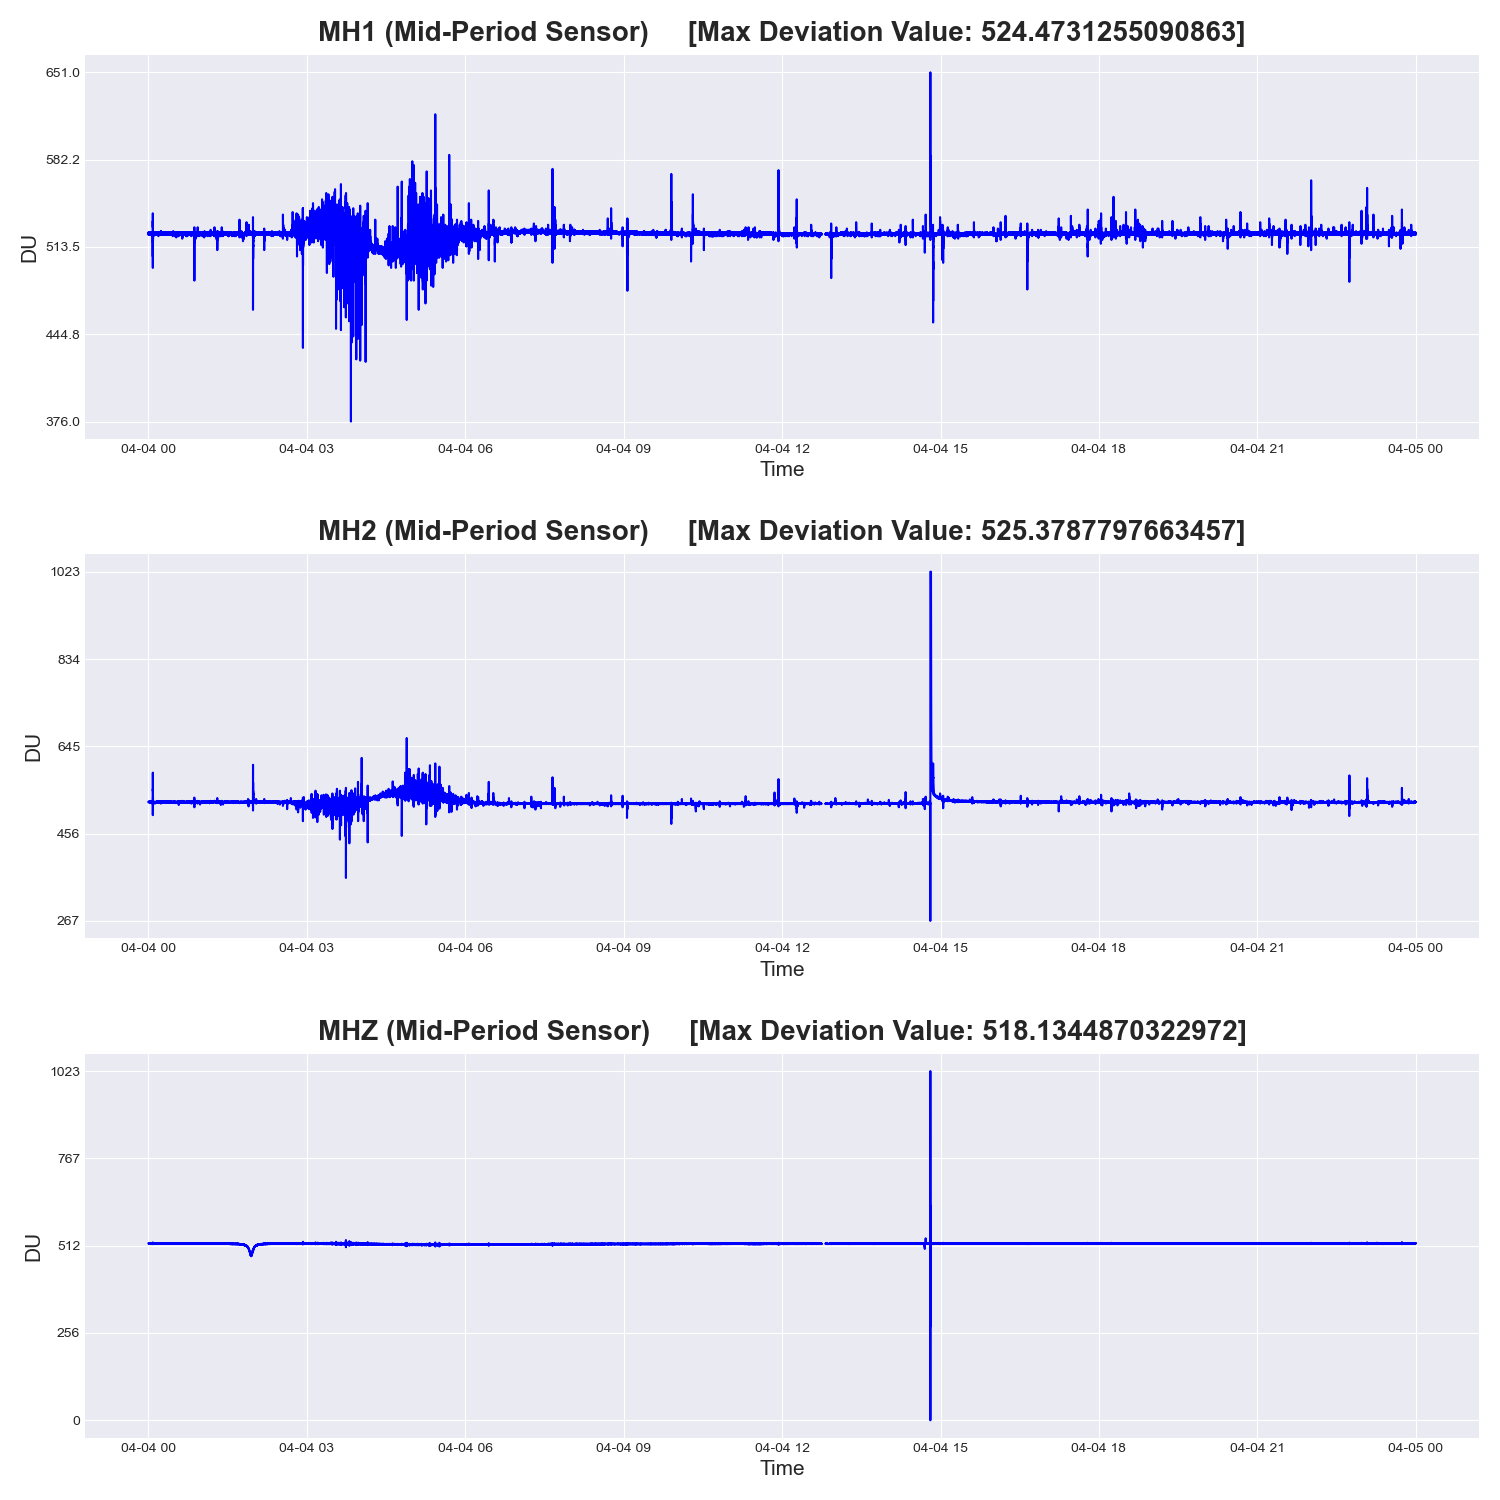 MH1 (Mid-Period Sensor) [Max Deviation Value: 524.4731255090863]
651.0
582.2
513.5
444.8
376.0
DU
04-04 00 04-04 03 04-04 06 04-04 09 04-04 12 04-04 15 04-04 18 04-04 21 04-05 00
Time
MH2 (Mid-Period Sensor) [Max Deviation Value: 525.3787797663457]
1023
834
645
456
267
DU
04-04 00 04-04 03 04-04 06 04-04 09 04-04 12 04-04 15 04-04 18 04-04 21 04-05 00
Time
MHZ (Mid-Period Sensor) [Max Deviation Value: 518.1344870322972]
1023
767
512
256
0
DU
04-04 00 04-04 03 04-04 06 04-04 09 04-04 12 04-04 15 04-04 18 04-04 21 04-05 00
Time